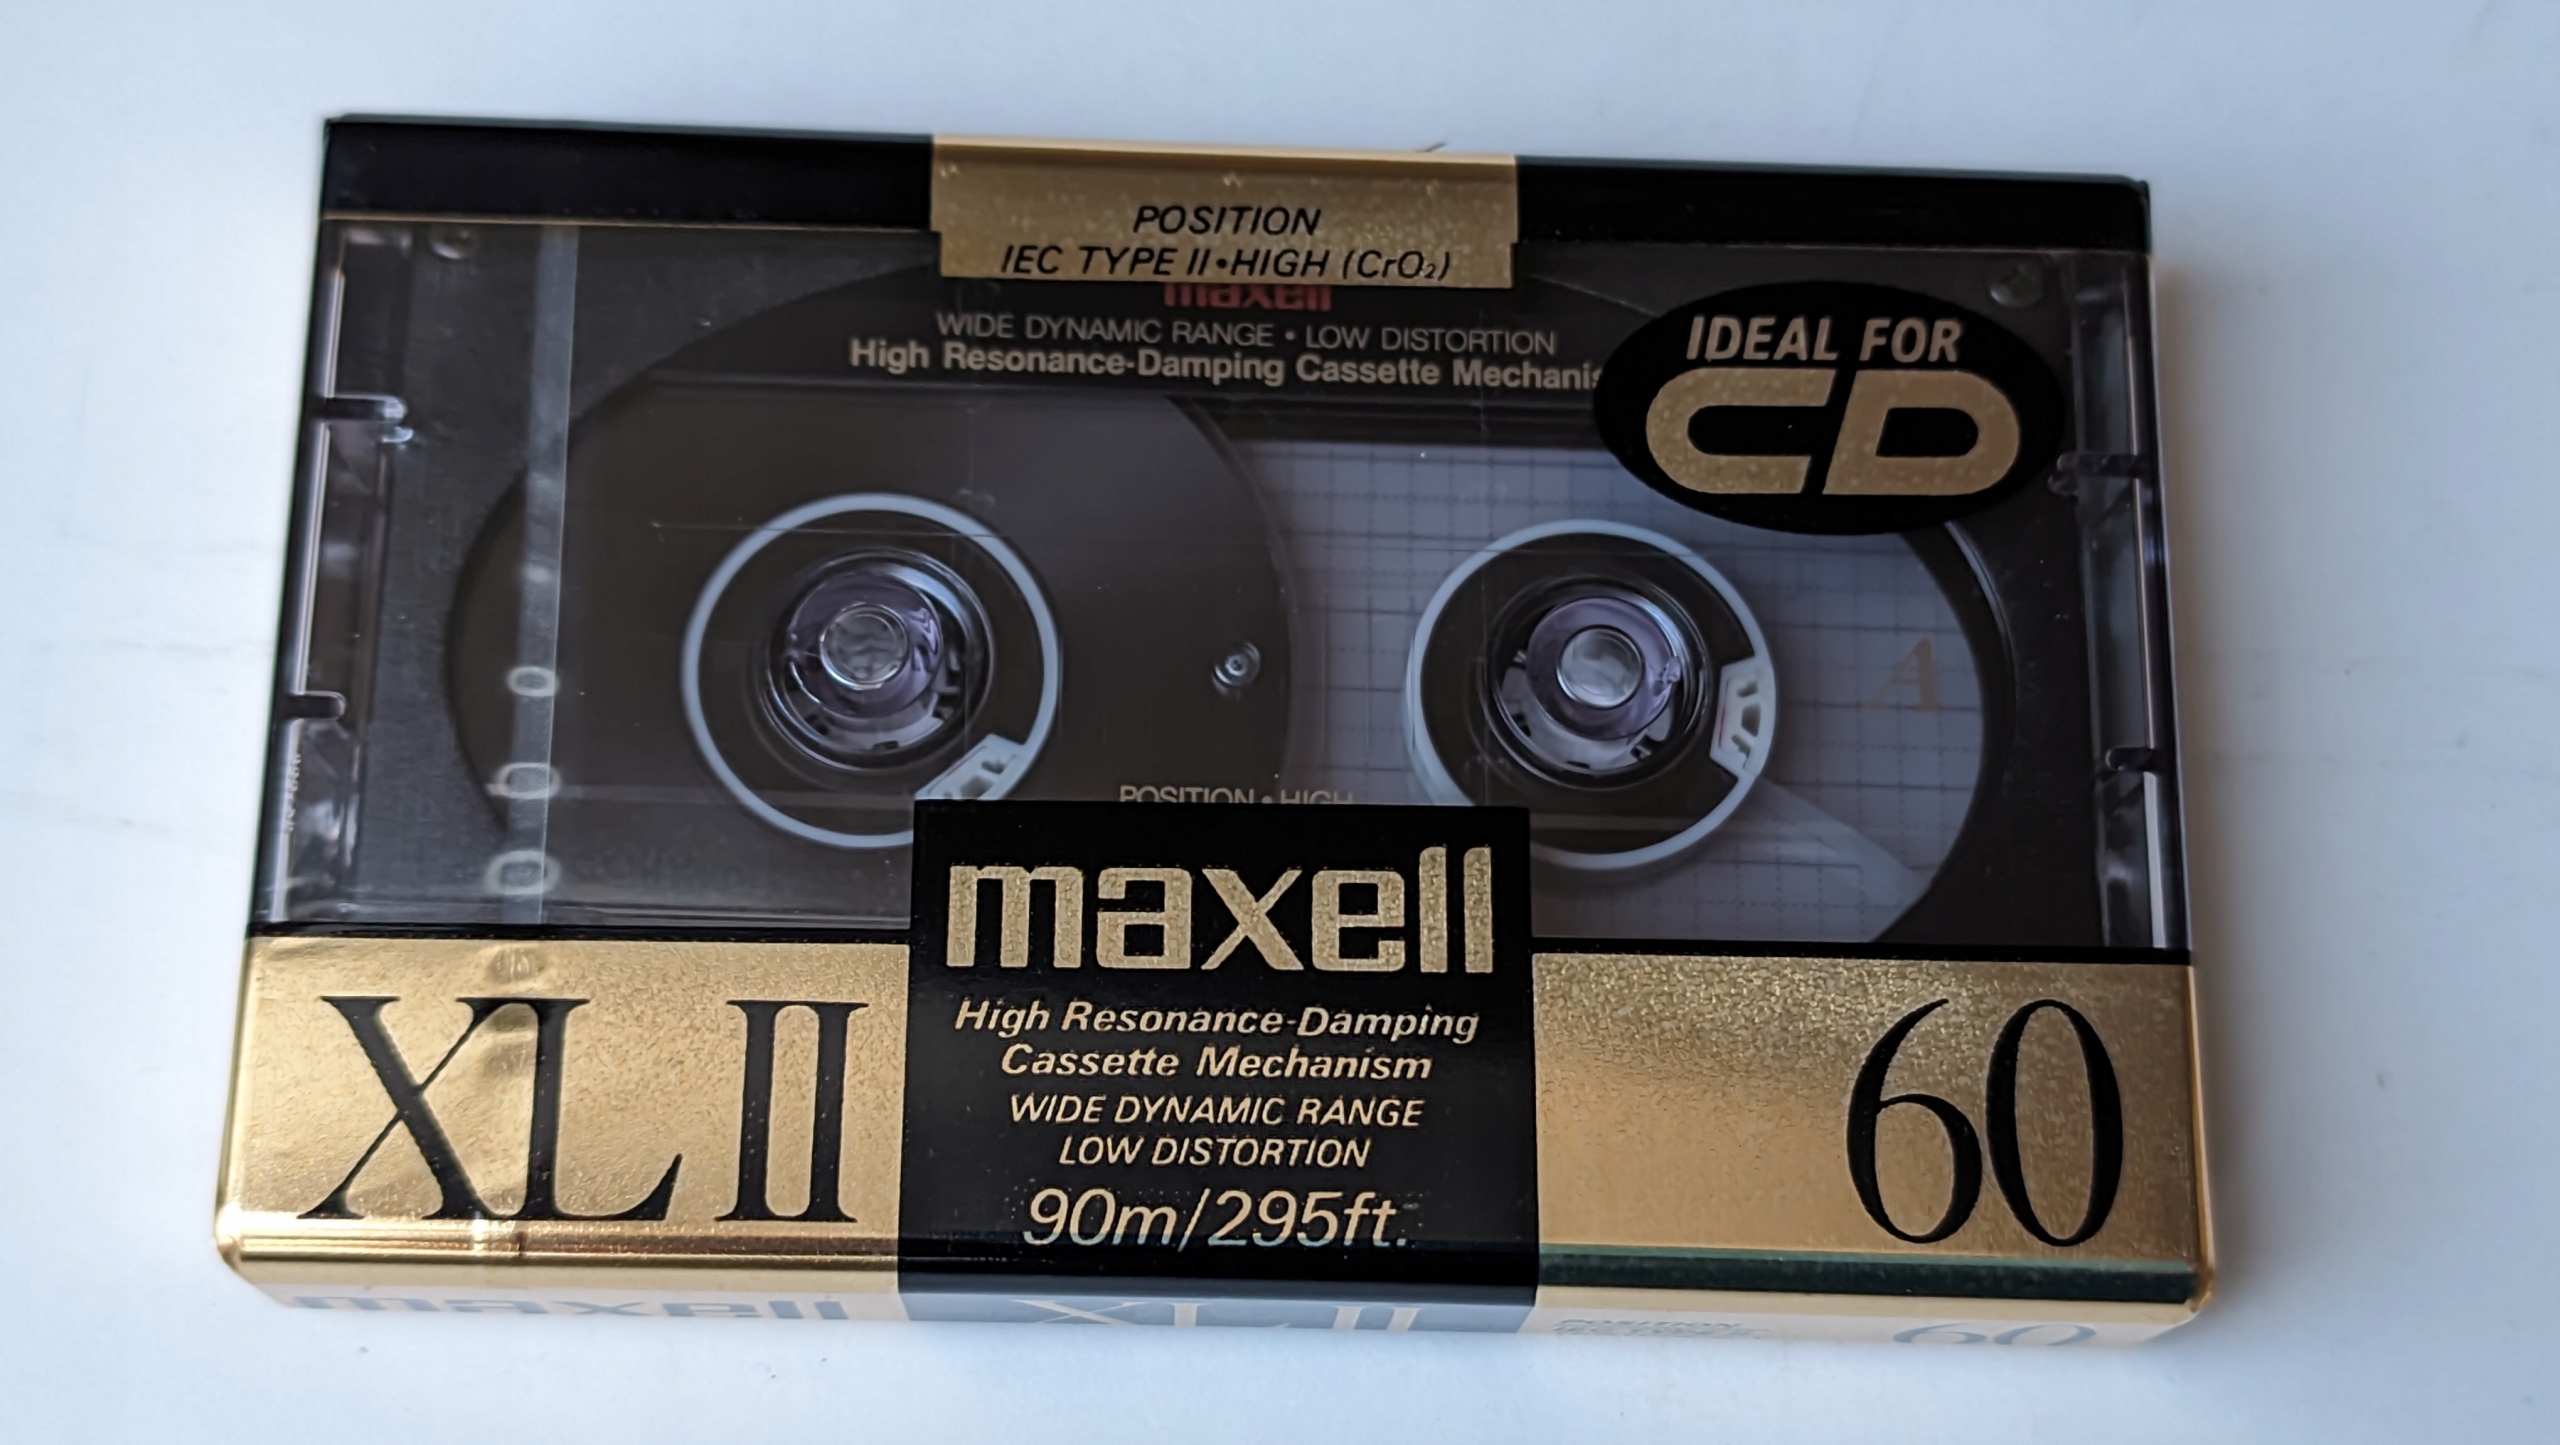 POSITION
IEC TYPE II•HIGH (CrO₂)
maxell
WIDE DYNAMIC RANGE • LOW DISTORTION
High Resonance-Damping Cassette
IDEAL FOR
CD
A
POSITION • HIGH
maxell
High Resonance-Damping
Cassette Mechanism
WIDE DYNAMIC RANGE
LOW DISTORTION
90m/295ft.
XL II
60
maxell
XL II
POSITION
60